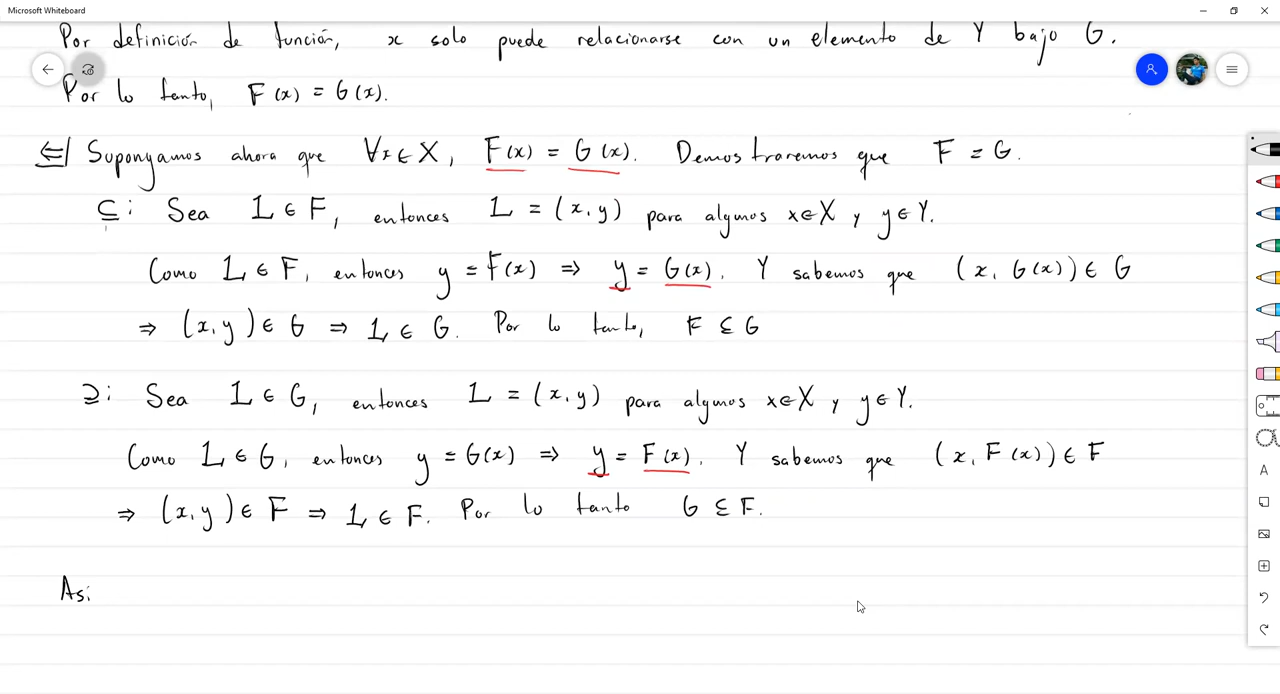 Microsoft Whiteboard
Por definición de función, x solo puede relacionarse con un elemento de Y bajo G.
Por lo tanto, F(x) = G(x).
⇐| Supongamos ahora que ∀x∈X, F(x) = G(x). Demostraremos que F = G.
⊆: Sea L ∈ F, entonces L = (x,y) para algunos x∈X y y∈Y.
Como L ∈ F, entonces y = F(x) ⇒ y = G(x). Y sabemos que (x, G(x)) ∈ G
⇒ (x,y) ∈ G ⇒ L ∈ G. Por lo tanto, F ⊆ G
⊇: Sea L ∈ G, entonces L = (x,y) para algunos x∈X y y∈Y.
Como L ∈ G, entonces y = G(x) ⇒ y = F(x). Y sabemos que (x, F(x)) ∈ F
⇒ (x,y) ∈ F ⇒ L ∈ F. Por lo tanto G ⊆ F.
Asi
A